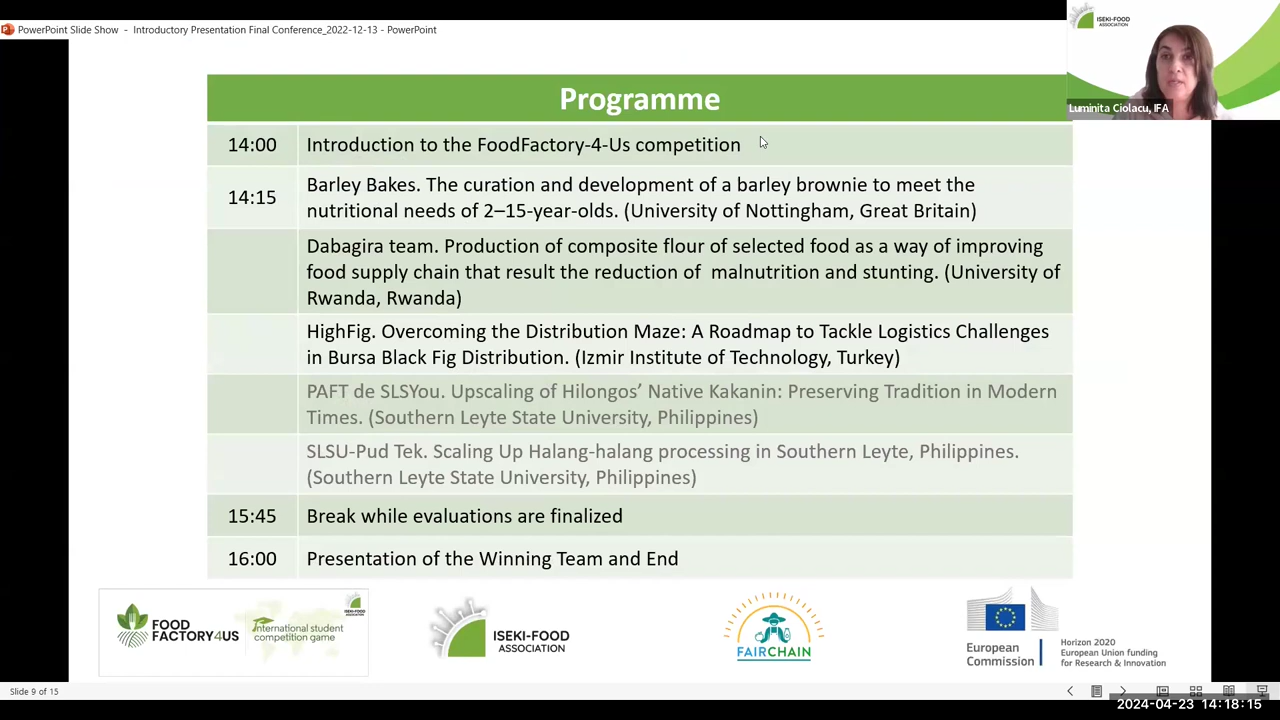 PowerPoint Slide Show - Introductory Presentation Final Conference_2022-12-13 - PowerPoint
ISEKI-FOOD
ASSOCIATION
Luminita Ciolacu, IFA
Programme
14:00 Introduction to the FoodFactory-4-Us competition
14:15 Barley Bakes. The curation and development of a barley brownie to meet the
nutritional needs of 2–15-year-olds. (University of Nottingham, Great Britain)
Dabagira team. Production of composite flour of selected food as a way of improving
food supply chain that result the reduction of malnutrition and stunting. (University of
Rwanda, Rwanda)
HighFig. Overcoming the Distribution Maze: A Roadmap to Tackle Logistics Challenges
in Bursa Black Fig Distribution. (Izmir Institute of Technology, Turkey)
PAFT de SLSYou. Upscaling of Hilongos’ Native Kakanin: Preserving Tradition in Modern
Times. (Southern Leyte State University, Philippines)
SLSU-Pud Tek. Scaling Up Halang-halang processing in Southern Leyte, Philippines.
(Southern Leyte State University, Philippines)
15:45 Break while evaluations are finalized
16:00 Presentation of the Winning Team and End
FOOD
FACTORY4US
International student
competition game
ISEKI-FOOD
ASSOCIATION
ISEKI-FOOD
ASSOCIATION
FAIRCHAIN
European
Commission
Horizon 2020
European Union funding
for Research & Innovation
Slide 9 of 15
2024-04-23 14:18:15